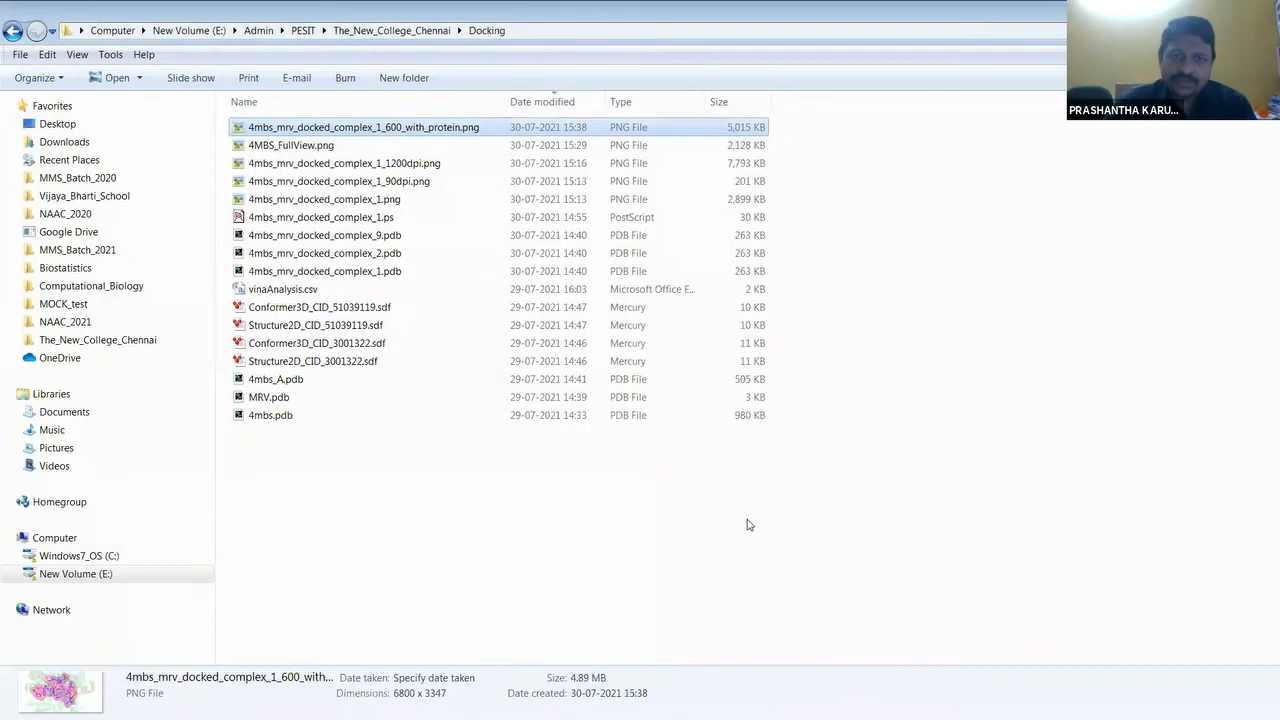 Computer New Volume (E:) Admin PESIT The_New_College_Chennai Docking
File Edit View Tools Help
Organize Open Slide show Print E-mail Burn New folder
PRASHANTHA KARU...
Favorites
Desktop
Downloads
Recent Places
MMS_Batch_2020
Vijaya_Bharti_School
NAAC_2020
Google Drive
MMS_Batch_2021
Biostatistics
Computational_Biology
MOCK_test
NAAC_2021
The_New_College_Chennai
OneDrive
Libraries
Documents
Music
Pictures
Videos
Homegroup
Computer
Windows7_OS (C:)
New Volume (E:)
Network
Name Date modified Type Size
4mbs_mrv_docked_complex_1_600_with_protein.png 30-07-2021 15:38 PNG File 5,015 KB
4MBS_FullView.png 30-07-2021 15:29 PNG File 2,128 KB
4mbs_mrv_docked_complex_1_1200dpi.png 30-07-2021 15:16 PNG File 7,793 KB
4mbs_mrv_docked_complex_1_90dpi.png 30-07-2021 15:13 PNG File 201 KB
4mbs_mrv_docked_complex_1.png 30-07-2021 15:13 PNG File 2,899 KB
4mbs_mrv_docked_complex_1.ps 30-07-2021 14:55 PostScript 30 KB
4mbs_mrv_docked_complex_9.pdb 30-07-2021 14:40 PDB File 263 KB
4mbs_mrv_docked_complex_2.pdb 30-07-2021 14:40 PDB File 263 KB
4mbs_mrv_docked_complex_1.pdb 30-07-2021 14:40 PDB File 263 KB
vinaAnalysis.csv 29-07-2021 16:03 Microsoft Office E... 2 KB
Conformer3D_CID_51039119.sdf 29-07-2021 14:47 Mercury 10 KB
Structure2D_CID_51039119.sdf 29-07-2021 14:47 Mercury 10 KB
Conformer3D_CID_3001322.sdf 29-07-2021 14:46 Mercury 11 KB
Structure2D_CID_3001322.sdf 29-07-2021 14:46 Mercury 11 KB
4mbs_A.pdb 29-07-2021 14:41 PDB File 505 KB
MRV.pdb 29-07-2021 14:39 PDB File 3 KB
4mbs.pdb 29-07-2021 14:33 PDB File 980 KB
4mbs_mrv_docked_complex_1_600_with... Date taken: Specify date taken Size: 4.89 MB
PNG File Dimensions: 6800 x 3347 Date created: 30-07-2021 15:38